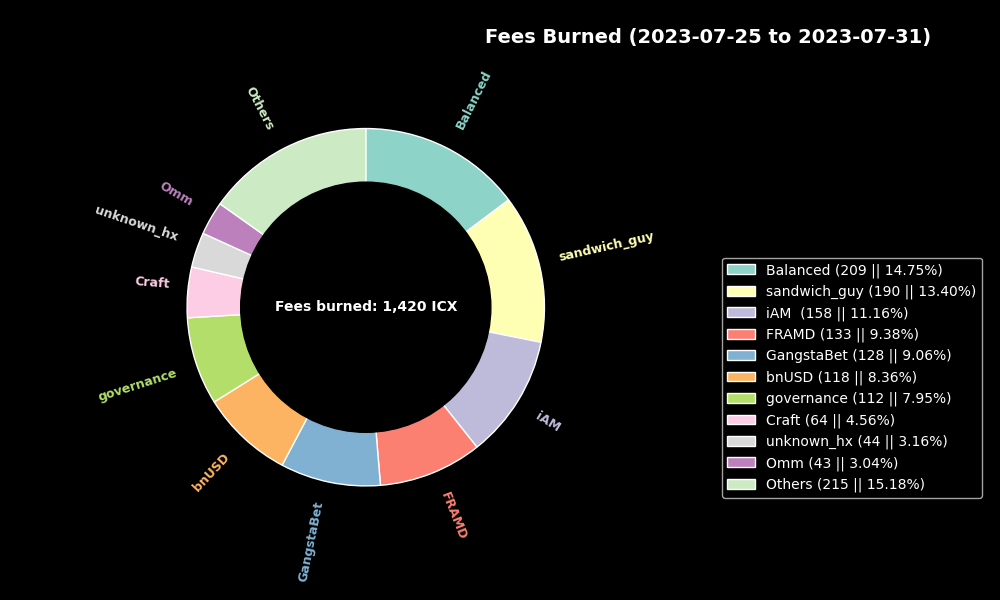 Fees Burned (2023-07-25 to 2023-07-31)
Balanced
Others
Omm
unknown_hx
sandwich_guy
Craft
Fees burned: 1,420 ICX
governance
iAM
bnUSD
FRAMD
GangstaBet
Balanced (209 || 14.75%)
sandwich_guy (190 || 13.40%)
iAM  (158 || 11.16%)
FRAMD (133 || 9.38%)
GangstaBet (128 || 9.06%)
bnUSD (118 || 8.36%)
governance (112 || 7.95%)
Craft (64 || 4.56%)
unknown_hx (44 || 3.16%)
Omm (43 || 3.04%)
Others (215 || 15.18%)